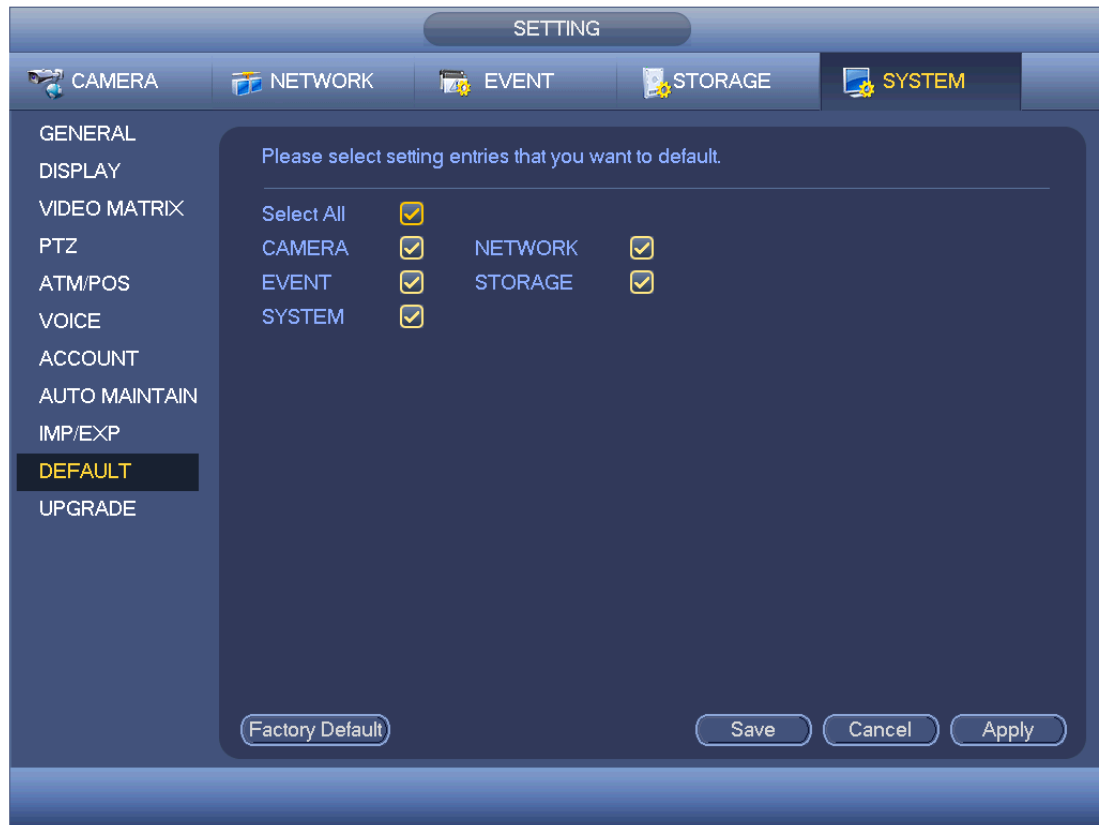 SETTING
CAMERA NETWORK EVENT STORAGE SYSTEM
GENERAL
DISPLAY
VIDEO MATRIX
PTZ
ATM/POS
VOICE
ACCOUNT
AUTO MAINTAIN
IMP/EXP
DEFAULT
UPGRADE
Please select setting entries that you want to default.
Select All
CAMERA NETWORK
EVENT STORAGE
SYSTEM
Factory Default Save Cancel Apply